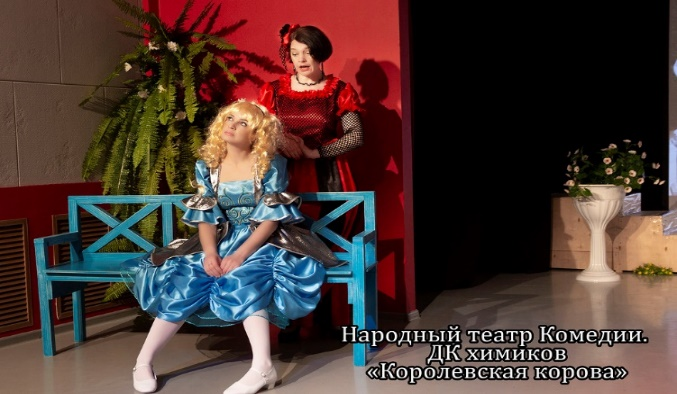 Народный театр Комедии.
ДК химиков
«Королевская корова»